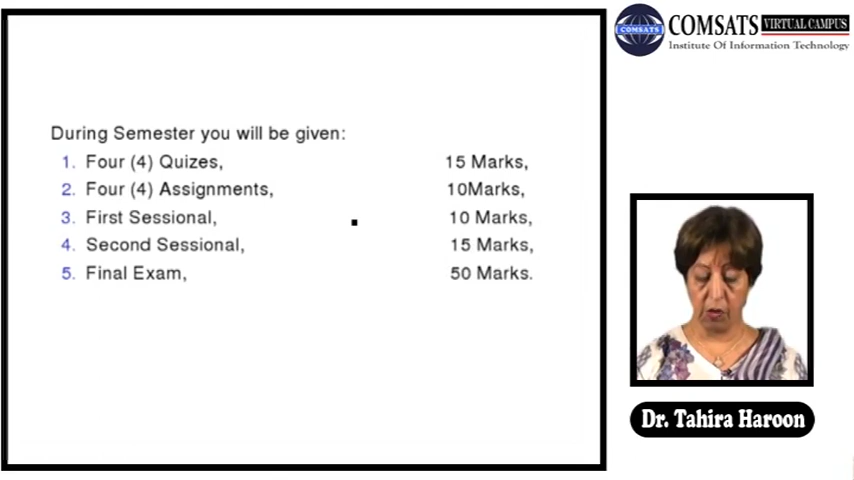 COMSATS VIRTUAL CAMPUS
COMSATS
Institute Of Information Technology
During Semester you will be given:
1. Four (4) Quizes, 15 Marks,
2. Four (4) Assignments, 10Marks,
3. First Sessional, 10 Marks,
4. Second Sessional, 15 Marks,
5. Final Exam, 50 Marks.
Dr. Tahira Haroon